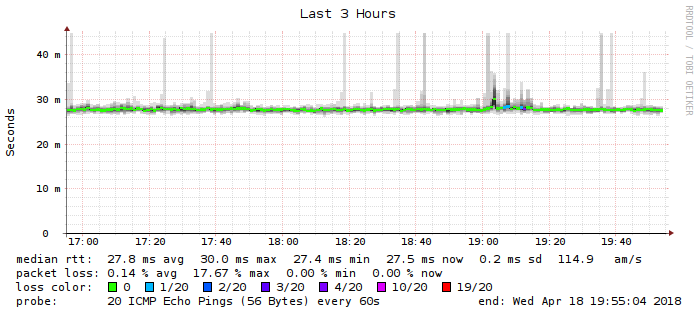 Last 3 Hours
RRDTOOL / TOBI OETIKER
Seconds
40 m
30 m
20 m
10 m
0
17:00 17:20 17:40 18:00 18:20 18:40 19:00 19:20 19:40
median rtt: 27.8 ms avg 30.0 ms max 27.4 ms min 27.5 ms now 0.2 ms sd 114.9 am/s
packet loss: 0.14 % avg 17.67 % max 0.00 % min 0.00 % now
loss color: 0 1/20 2/20 3/20 4/20 10/20 19/20
probe: 20 ICMP Echo Pings (56 Bytes) every 60s end: Wed Apr 18 19:55:04 2018